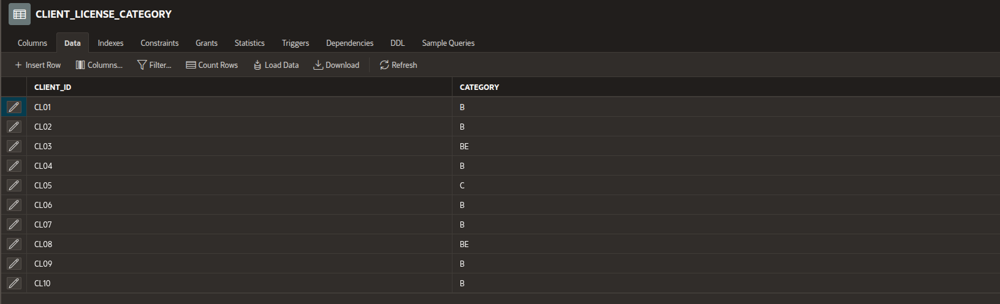 CLIENT_LICENSE_CATEGORY
Columns Data Indexes Constraints Grants Statistics Triggers Dependencies DDL Sample Queries
Insert Row Columns... Filter... Count Rows Load Data Download Refresh
CLIENT_ID CATEGORY
CL01 B
CL02 B
CL03 BE
CL04 B
CL05 C
CL06 B
CL07 B
CL08 BE
CL09 B
CL10 B